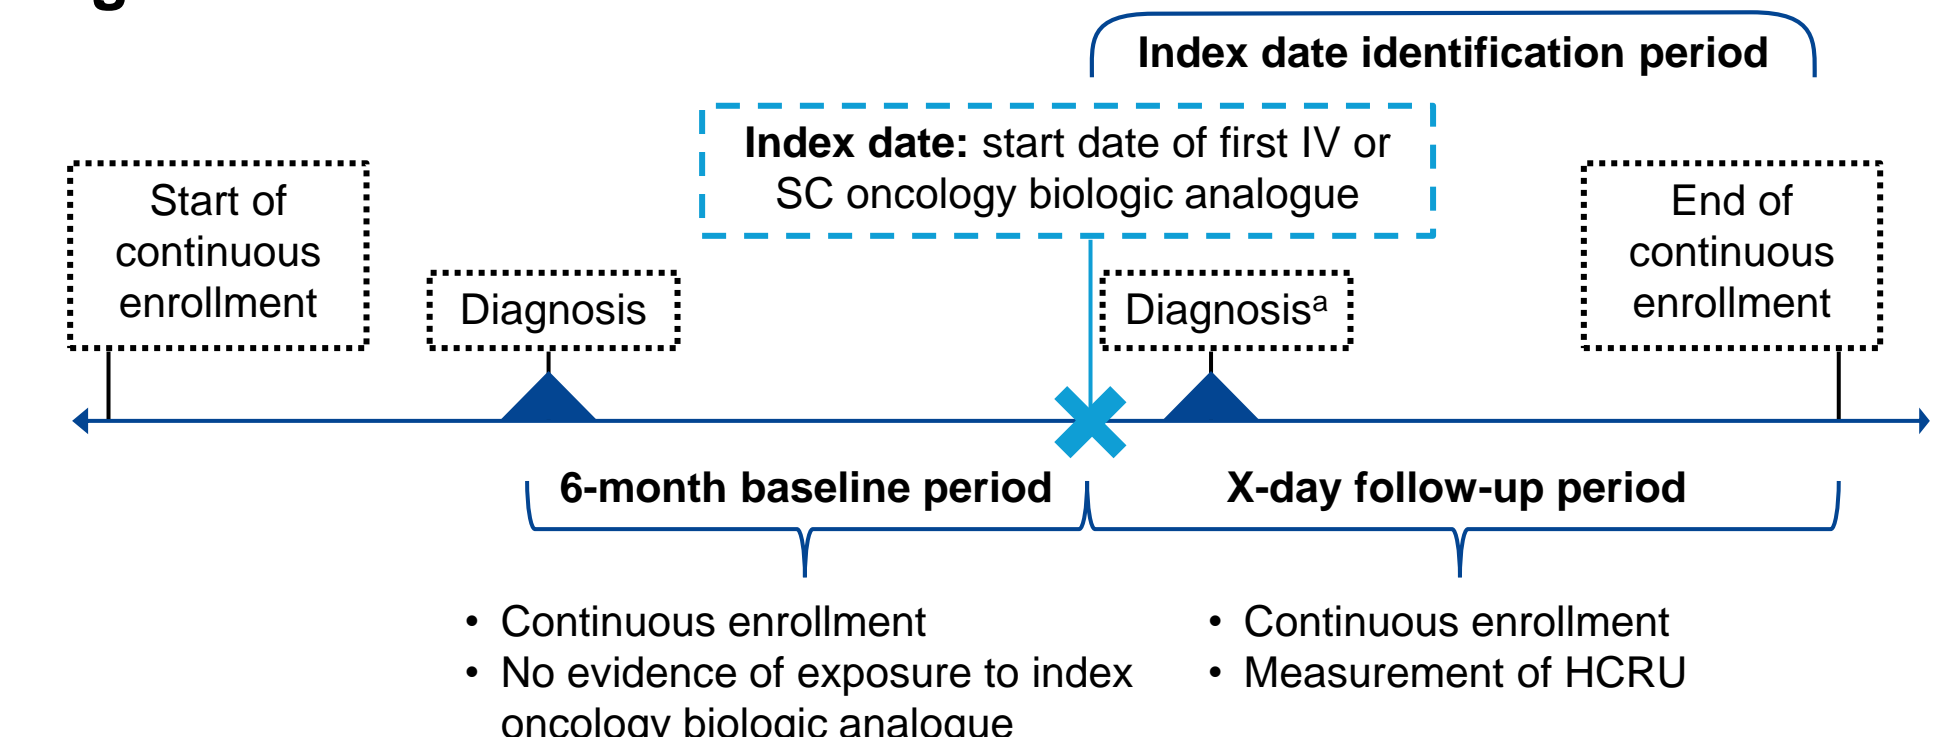 Index date identification period
Index date: start date of first IV or
SC oncology biologic analogue
Start of
continuous
enrollment
Diagnosis
Diagnosisᵃ
End of
continuous
enrollment
6-month baseline period
X-day follow-up period
• Continuous enrollment
• No evidence of exposure to index
oncology biologic analogue
• Continuous enrollment
• Measurement of HCRU